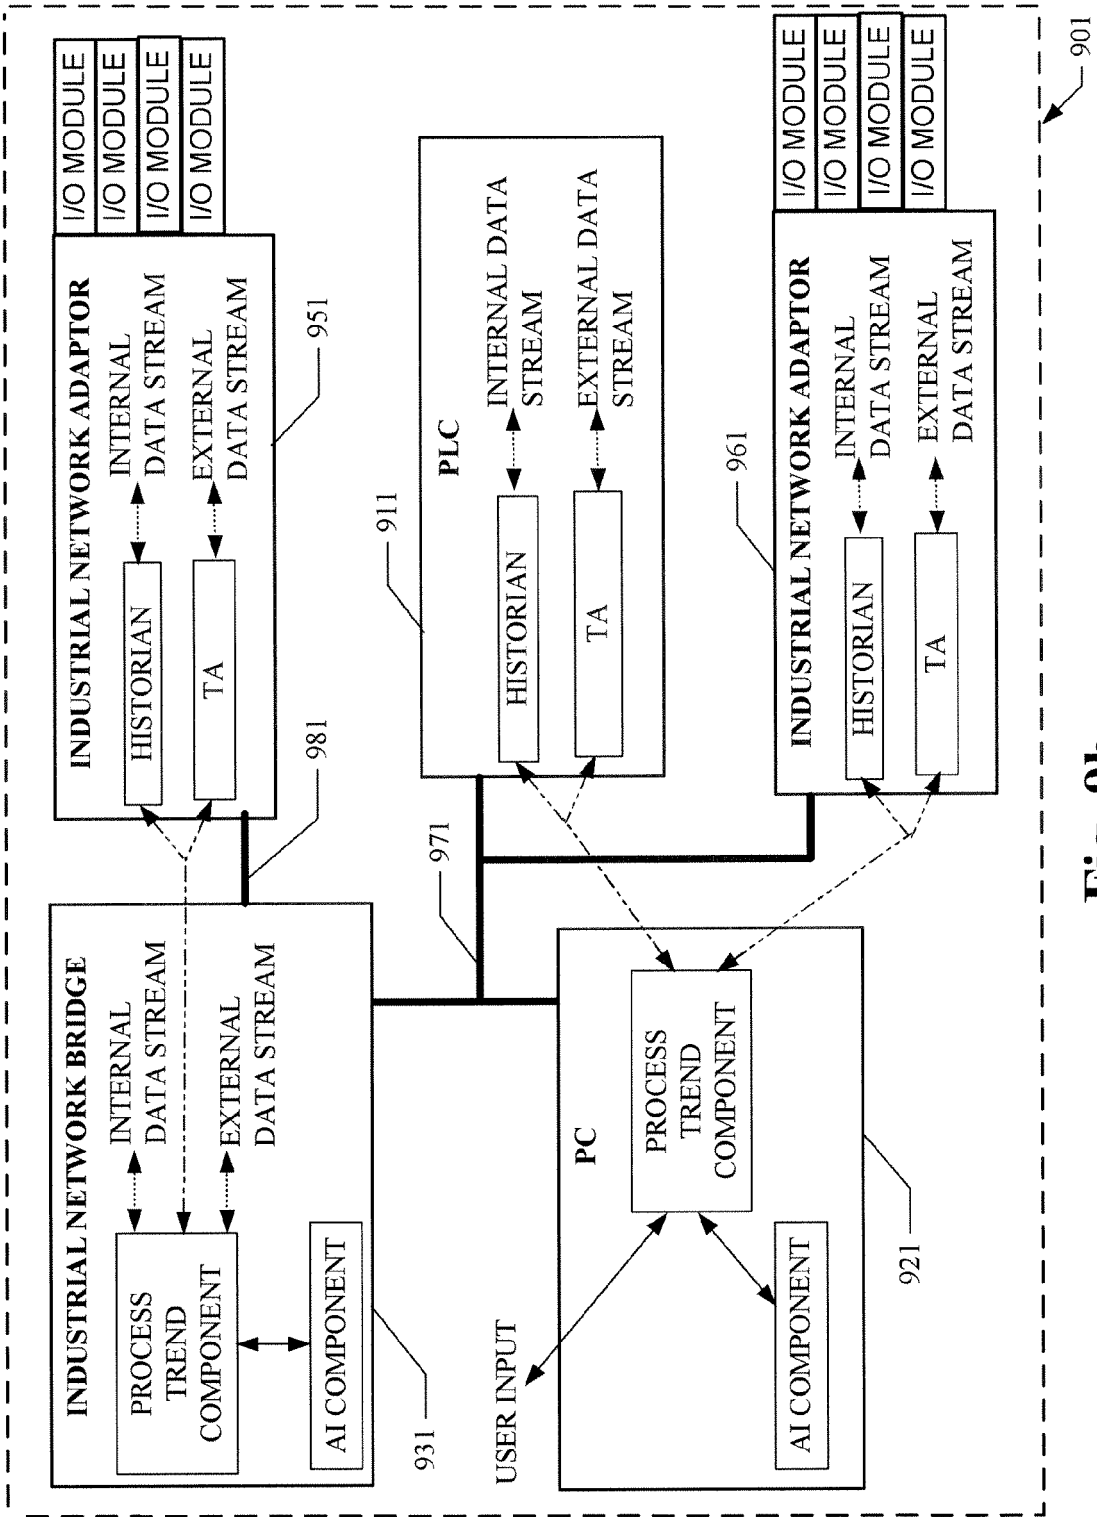 INDUSTRIAL NETWORK BRIDGE
PROCESS
TREND
COMPONENT
INTERNAL
DATA STREAM
EXTERNAL
DATA STREAM
AI COMPONENT
931
981
INDUSTRIAL NETWORK ADAPTOR
HISTORIAN
TA
INTERNAL
DATA STREAM
EXTERNAL
DATA STREAM
951
I/O MODULE
I/O MODULE
I/O MODULE
I/O MODULE
971
911
PLC
HISTORIAN
TA
INTERNAL DATA
STREAM
EXTERNAL DATA
STREAM
USER INPUT
PC
PROCESS
TREND
COMPONENT
AI COMPONENT
921
961
INDUSTRIAL NETWORK ADAPTOR
HISTORIAN
TA
INTERNAL
DATA STREAM
EXTERNAL
DATA STREAM
I/O MODULE
I/O MODULE
I/O MODULE
I/O MODULE
901